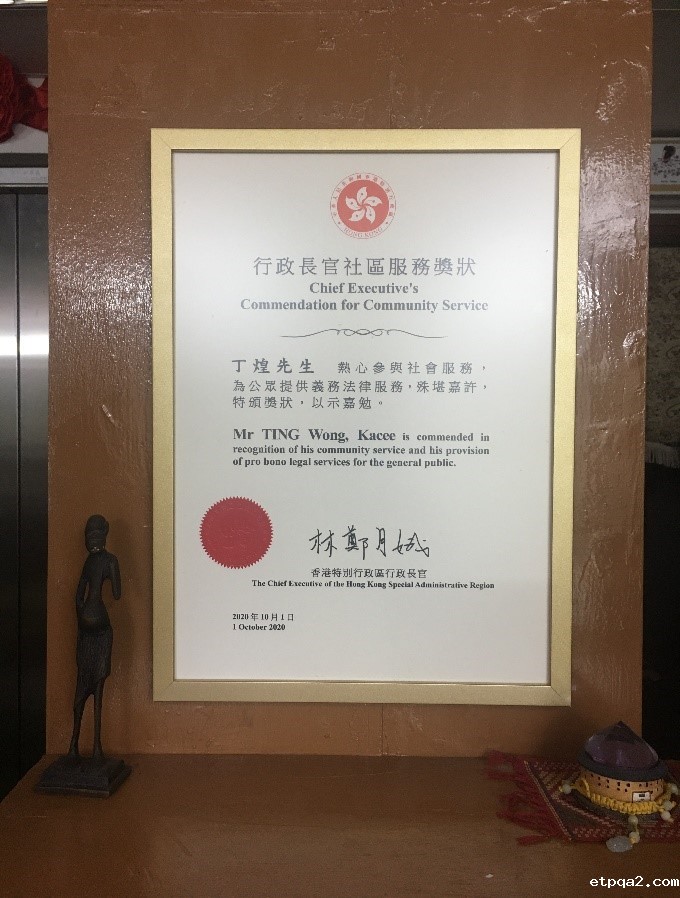 HONG KONG
行政長官社區服務獎狀
Chief Executive's
Commendation for Community Service
丁煌先生 熱心參與社會服務，
為公眾提供義務法律服務，殊堪嘉許，
特頒獎狀，以示嘉勉。
Mr TING Wong, Kacee is commended in
recognition of his community service and his provision
of pro bono legal services for the general public.
林鄭月娥
香港特別行政區行政長官
The Chief Executive of the Hong Kong Special Administrative Region
2020年10月1日
1 October 2020
etpqa2.com